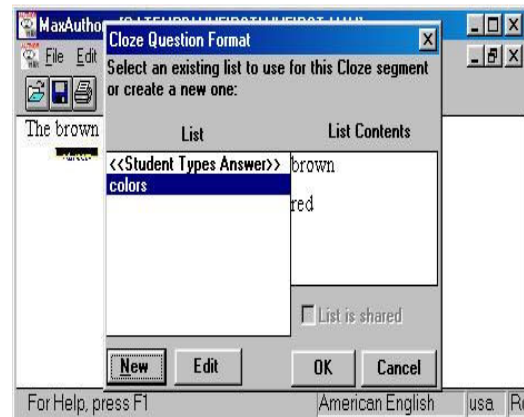 MaxAutho
Cloze Question Format
File Edit
Select an existing list to use for this Cloze segment
or create a new one:
The brown
List
List Contents
<<Student Types Answer>>
colors
brown
red
List is shared
New
Edit
OK
Cancel
For Help, press F1
American English
usa